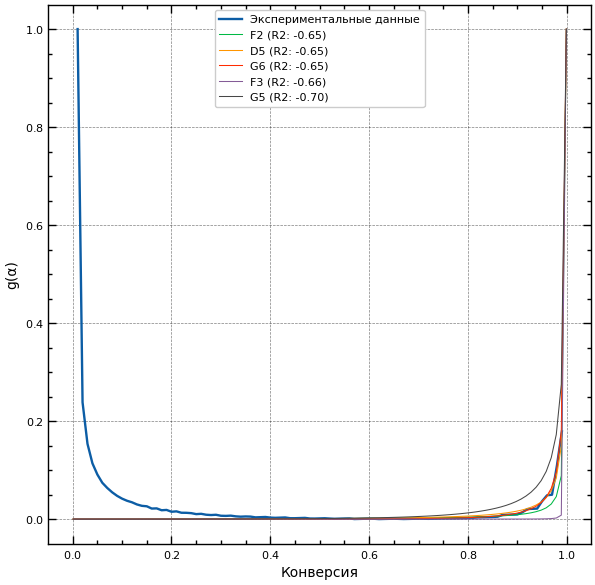 Экспериментальные данные
F2 (R2: -0.65)
D5 (R2: -0.65)
G6 (R2: -0.65)
F3 (R2: -0.66)
G5 (R2: -0.70)
1.0
0.8
0.6
0.4
0.2
0.0
g(α)
0.0 0.2 0.4 0.6 0.8 1.0
Конверсия